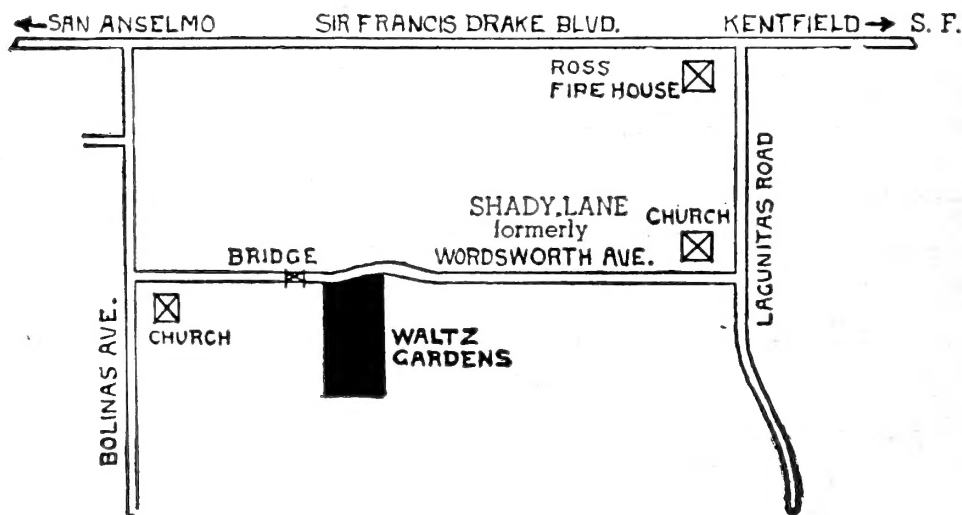 ←SAN ANSELMO SIR FRANCIS DRAKE BLVD. KENTFIELD→ S. F.
ROSS
FIRE HOUSE
LAGUNITAS ROAD
SHADY LANE
formerly
WORDSWORTH AVE.
CHURCH
BRIDGE
BOLINAS AVE.
CHURCH
WALTZ
GARDENS